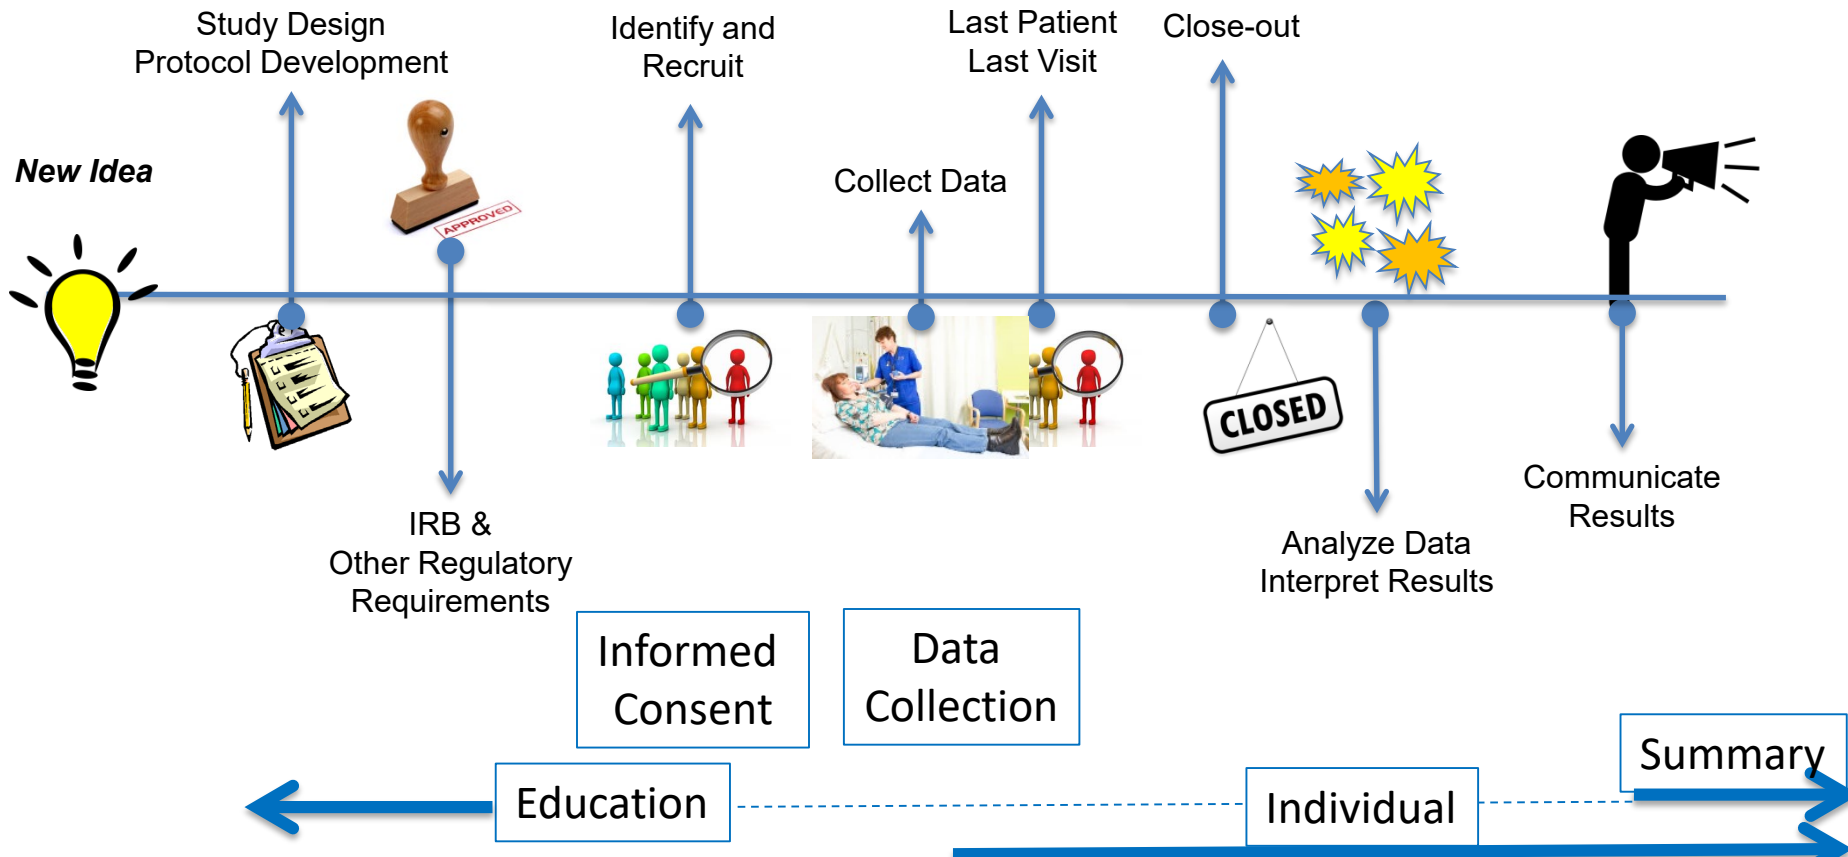 Study Design
Protocol Development
Identify and
Recruit
Last Patient
Last Visit
Close-out
New Idea
APPROVED
Collect Data
CLOSED
IRB &
Other Regulatory
Requirements
Analyze Data
Interpret Results
Communicate
Results
Informed
Consent
Data
Collection
Summary
Education
Individual